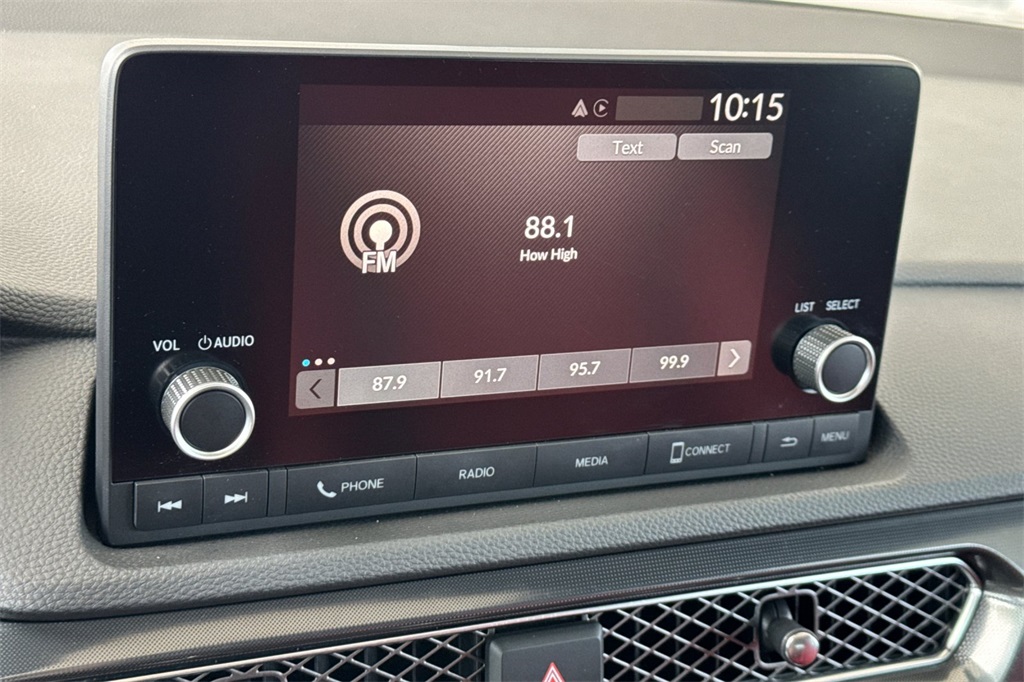 10:15
Text Scan
88.1
How High
FM
VOL AUDIO
LIST SELECT
87.9 91.7 95.7 99.9
PHONE RADIO MEDIA CONNECT MENU